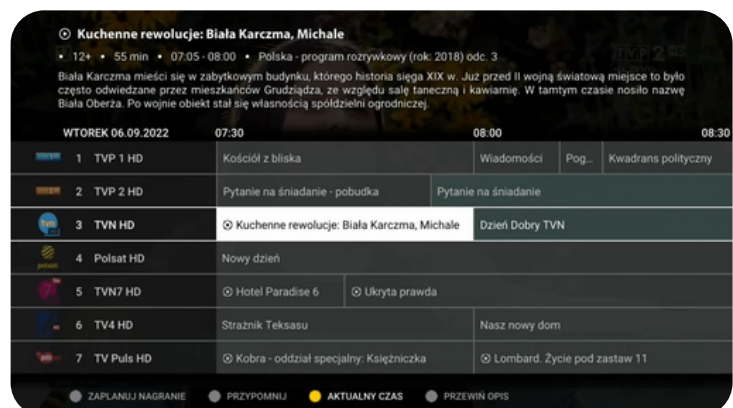 Kuchenne rewolucje: Biała Karczma, Michale
• 12+ • 55 min • 07:05 - 08:00 • Polska - program rozrywkowy (rok: 2018) odc. 3
Biała Karczma mieści się w zabytkowym budynku, którego historia sięga XIX w. Już przed II wojną światową miejsce to było
często odwiedzane przez mieszkańców Grudziądza, ze względu salę taneczną i kawiarnię. W tamtym czasie nosiło nazwę
Biała Oberża. Po wojnie obiekt stał się własnością spółdzielni ogrodniczej.
TVP 2 HD
WTOREK 06.09.2022 07:30 08:00 08:30
1 TVP 1 HD Kościół z bliska Wiadomości Pog... Kwadrans polityczny
2 TVP 2 HD Pytanie na śniadanie - pobudka Pytanie na śniadanie
tvn 3 TVN HD Kuchenne rewolucje: Biała Karczma, Michale Dzień Dobry TVN
polsat 4 Polsat HD Nowy dzień
5 TVN7 HD Hotel Paradise 6 Ukryta prawda
6 TV4 HD Strażnik Teksasu Nasz nowy dom
7 TV Puls HD Kobra - oddział specjalny: Księżniczka Lombard. Życie pod zastaw 11
ZAPLANUJ NAGRANIE PRZYPOMNIJ AKTUALNY CZAS PRZEWIŃ OPIS